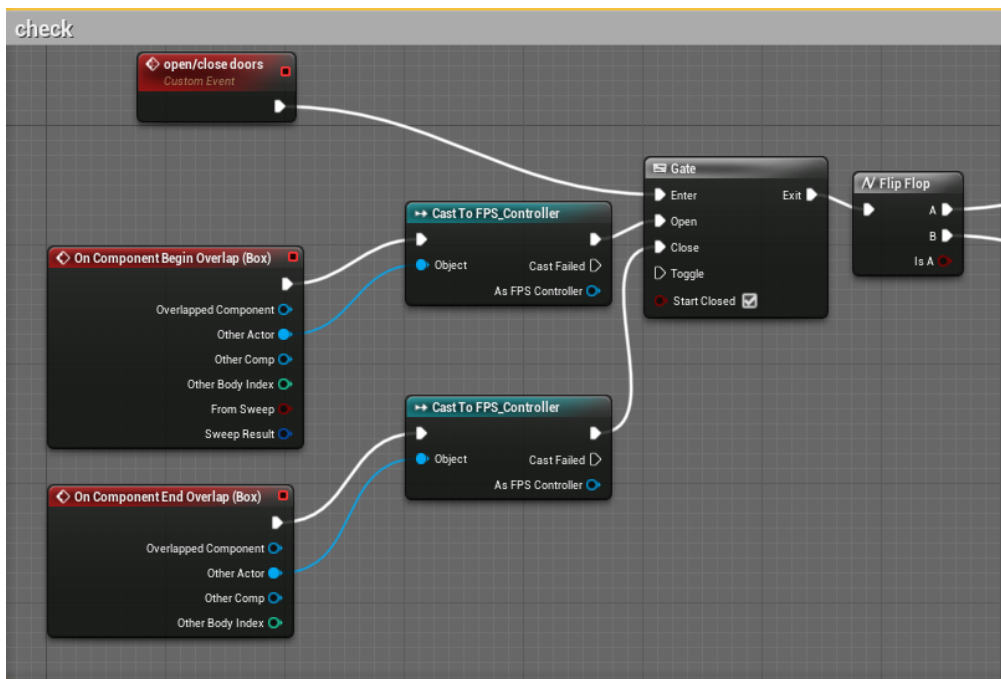 check
open/close doors
Custom Event
Gate
Enter
Exit
Open
Close
Toggle
Start Closed
Flip Flop
A
B
Is A
Cast To FPS_Controller
Object
Cast Failed
As FPS Controller
On Component Begin Overlap (Box)
Overlapped Component
Other Actor
Other Comp
Other Body Index
From Sweep
Sweep Result
Cast To FPS_Controller
Object
Cast Failed
As FPS Controller
On Component End Overlap (Box)
Overlapped Component
Other Actor
Other Comp
Other Body Index